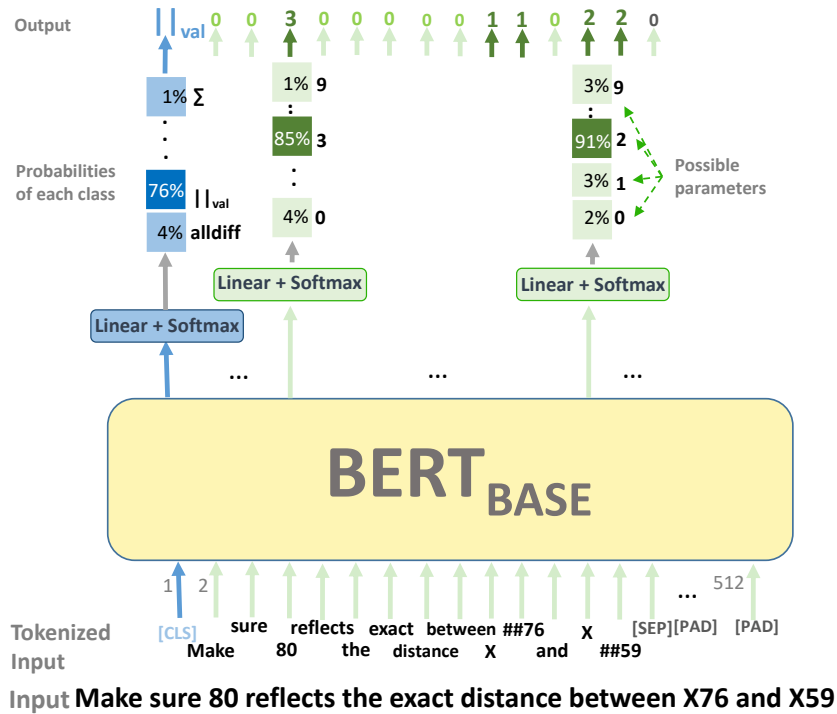 Output || val 0 0 3 0 0 0 0 0 1 1 0 2 2 0
1% Σ 1% 9 3% 9
85% 3 91% 2
Probabilities of each class
Possible parameters
76% ||val 3% 1
4% alldiff 4% 0 2% 0
Linear + Softmax Linear + Softmax
Linear + Softmax
... ... ...
BERT BASE
1 2 ... 512
Tokenized Input
[CLS] Make sure 80 reflects the exact distance between X ##76 and X ##59 [SEP] [PAD] [PAD]
Input Make sure 80 reflects the exact distance between X76 and X59